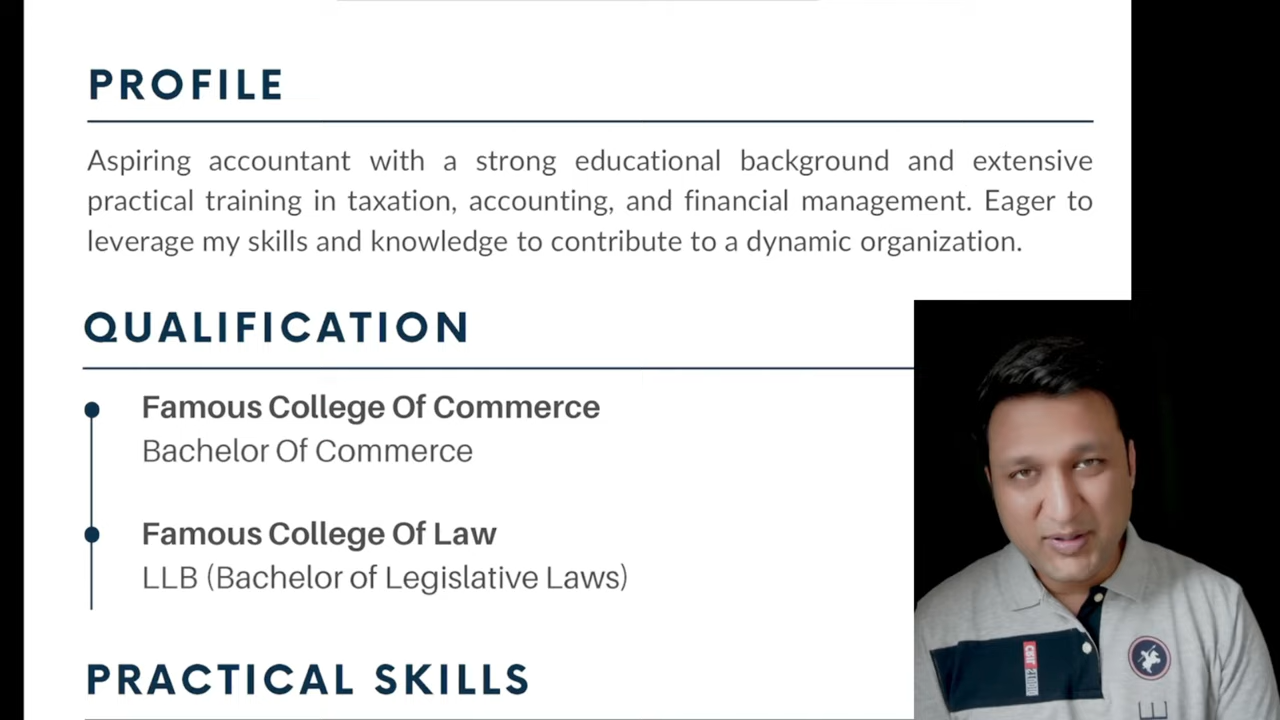 PROFILE
Aspiring accountant with a strong educational background and extensive
practical training in taxation, accounting, and financial management. Eager to
leverage my skills and knowledge to contribute to a dynamic organization.
QUALIFICATION
Famous College Of Commerce
Bachelor Of Commerce
Famous College Of Law
LLB (Bachelor of Legislative Laws)
PRACTICAL SKILLS